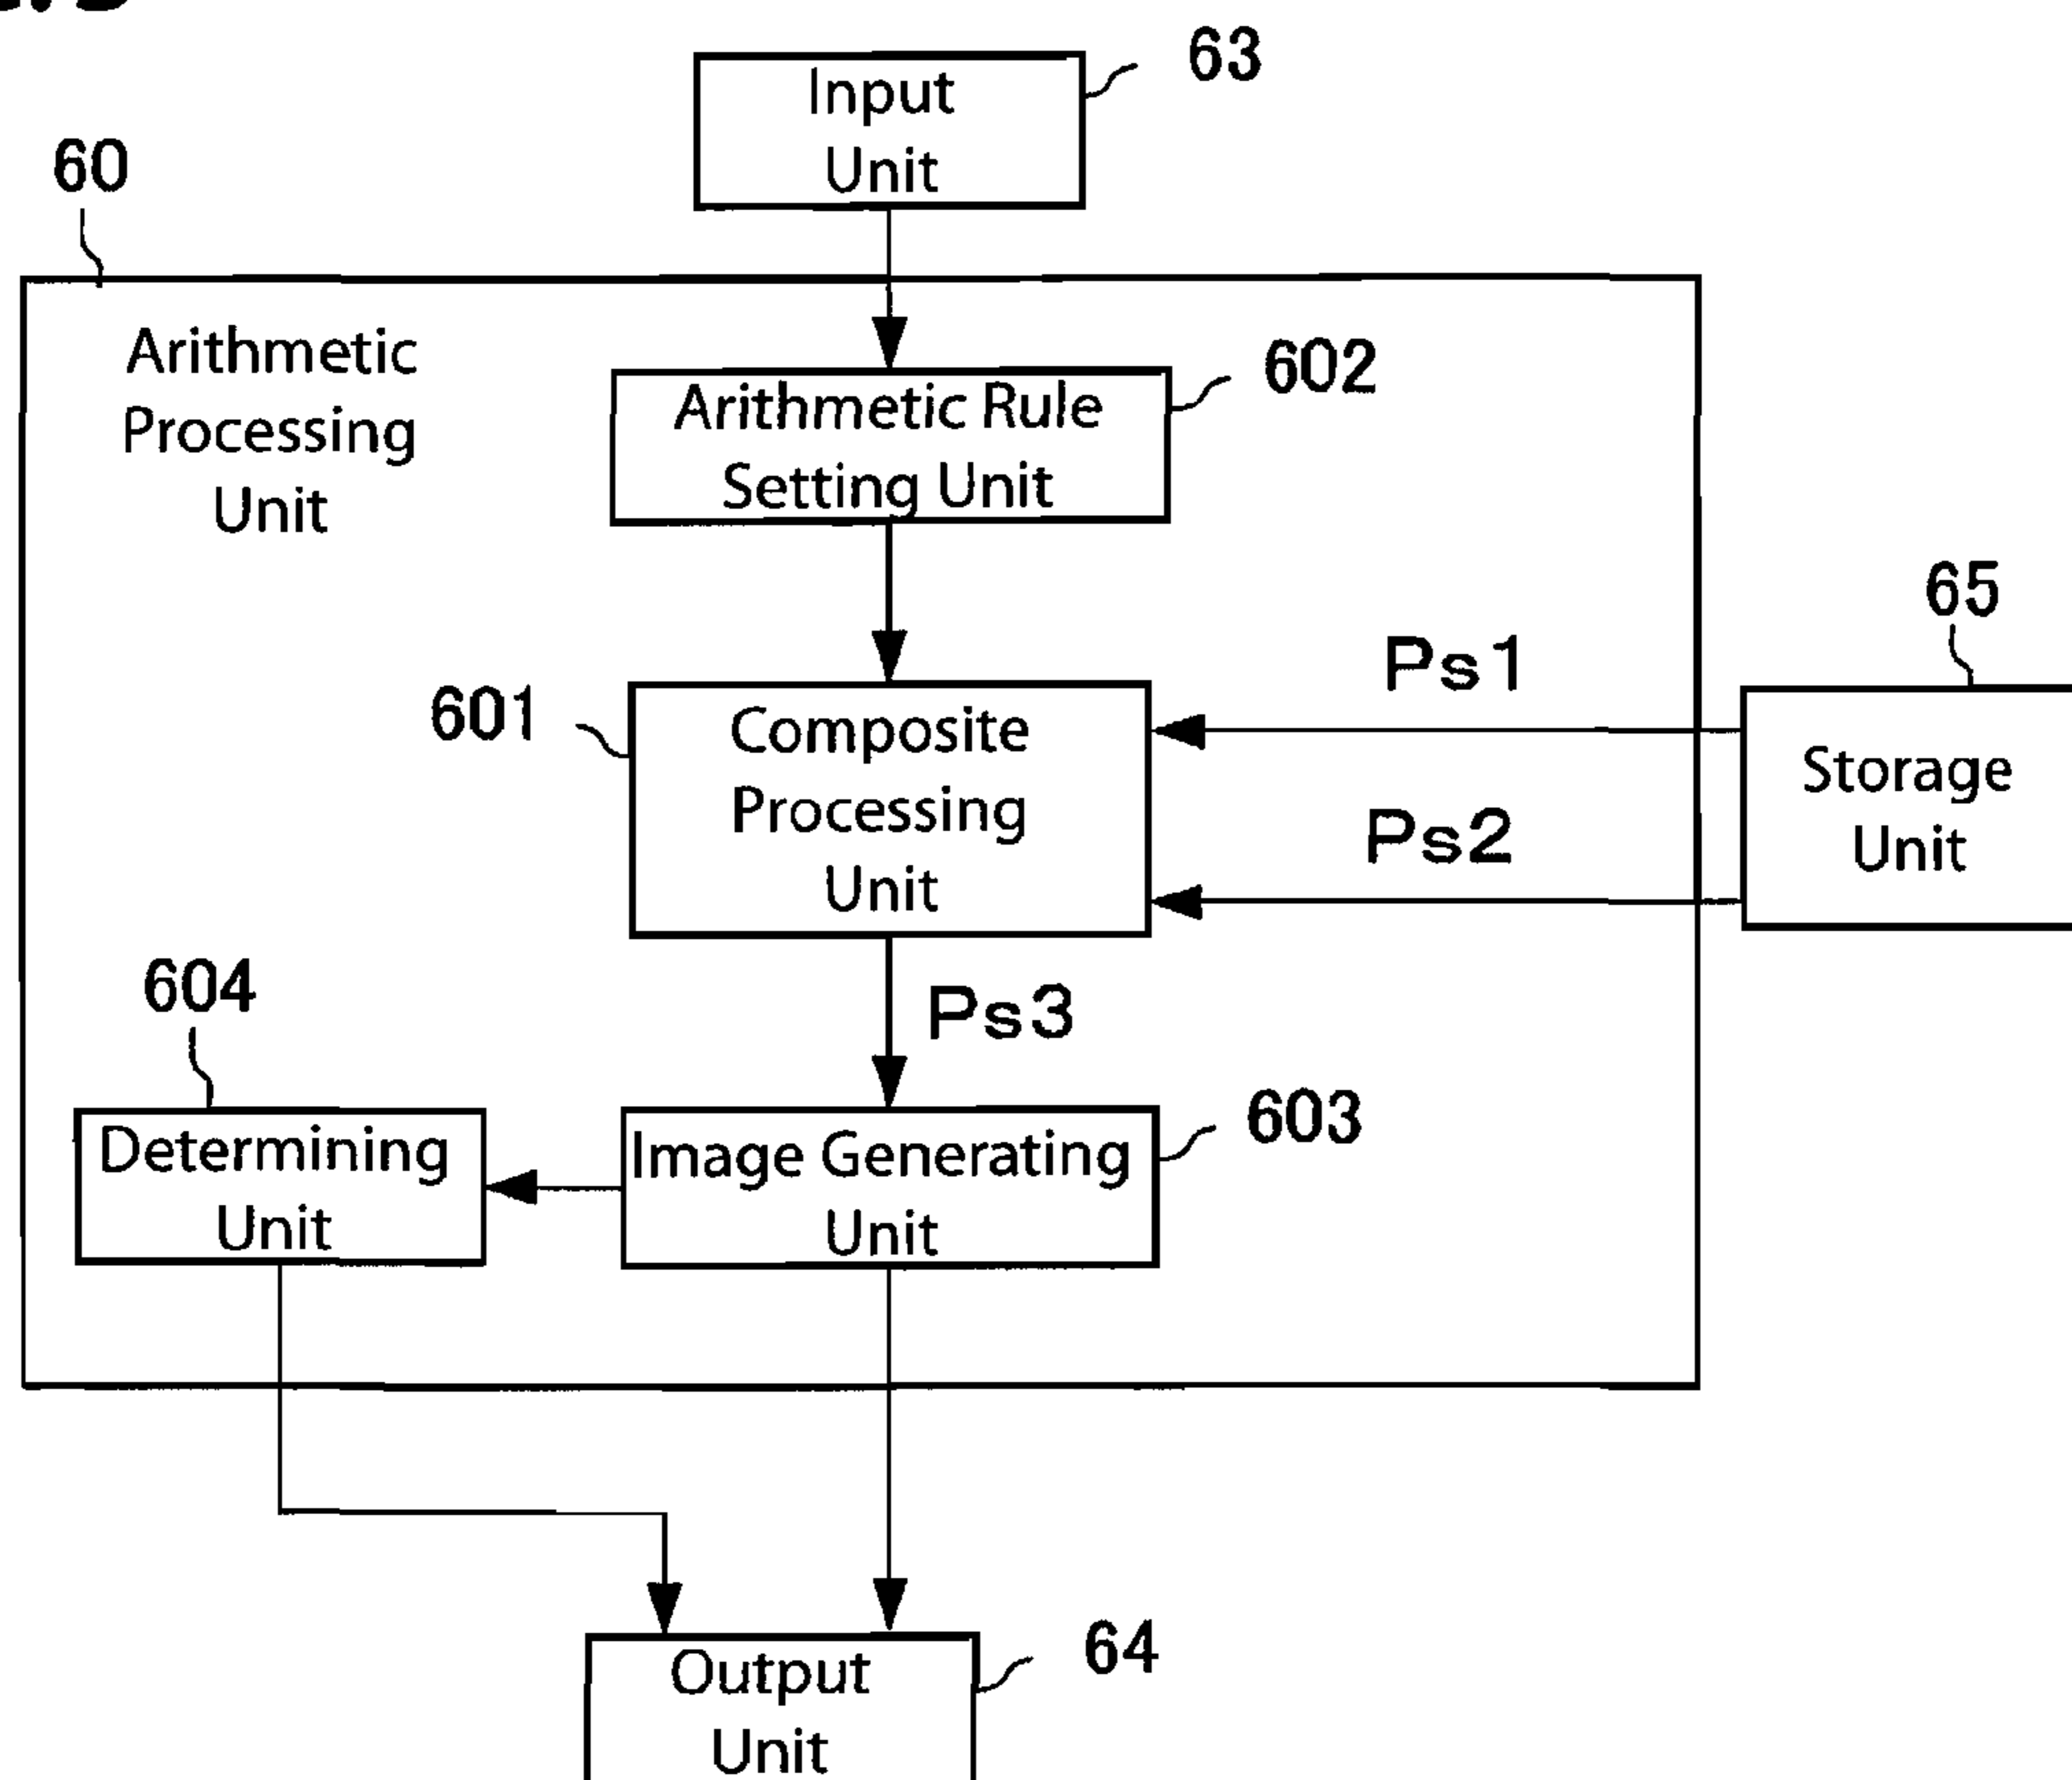 63
Input
Unit
60
Arithmetic
Processing
Unit
602
Arithmetic Rule
Setting Unit
65
Ps1
601
Composite
Processing
Unit
Storage
Unit
Ps2
604
Ps3
603
Determining
Unit
Image Generating
Unit
64
Output
Unit